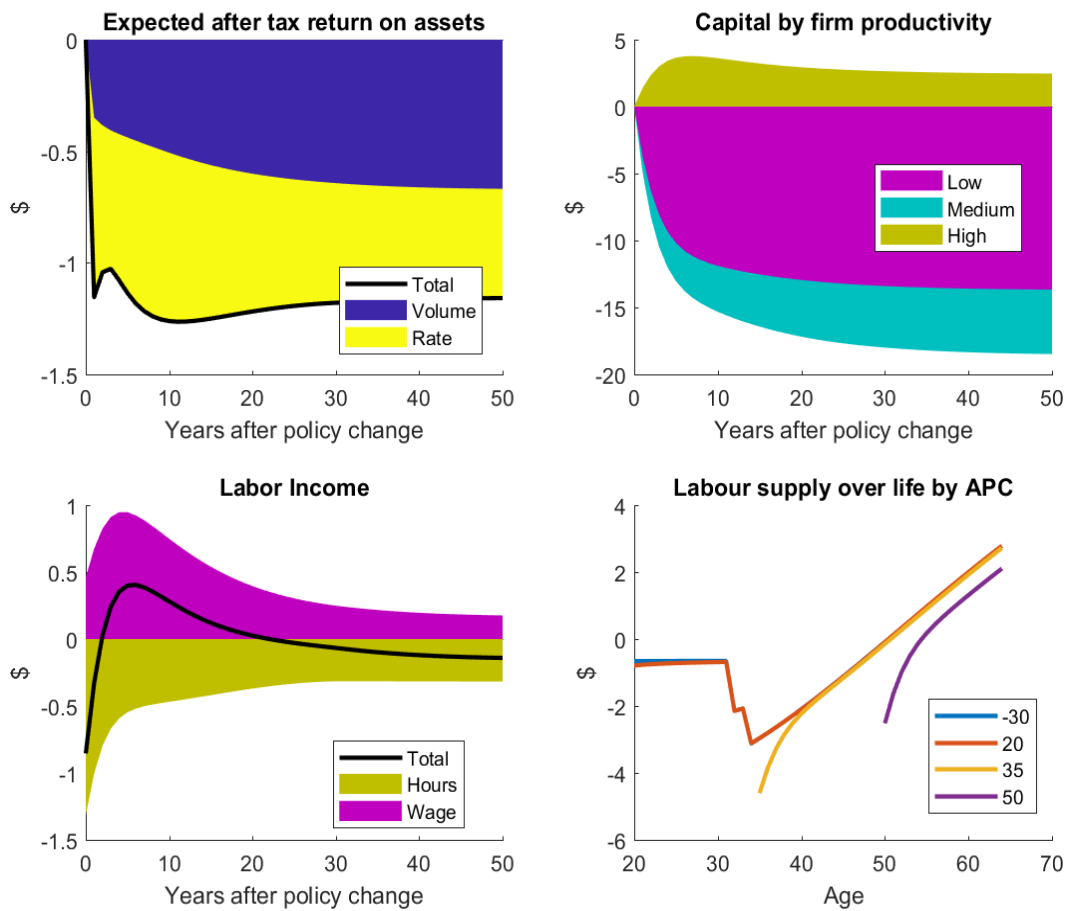 Expected after tax return on assets
0
-0.5
-1
-1.5
$
0 10 20 30 40 50
Years after policy change
Total
Volume
Rate
Capital by firm productivity
5
0
-5
-10
-15
-20
$
0 10 20 30 40 50
Years after policy change
Low
Medium
High
Labor Income
1
0.5
0
-0.5
-1
-1.5
$
0 10 20 30 40 50
Years after policy change
Total
Hours
Wage
Labour supply over life by APC
4
2
0
-2
-4
-6
$
20 30 40 50 60 70
Age
-30
20
35
50